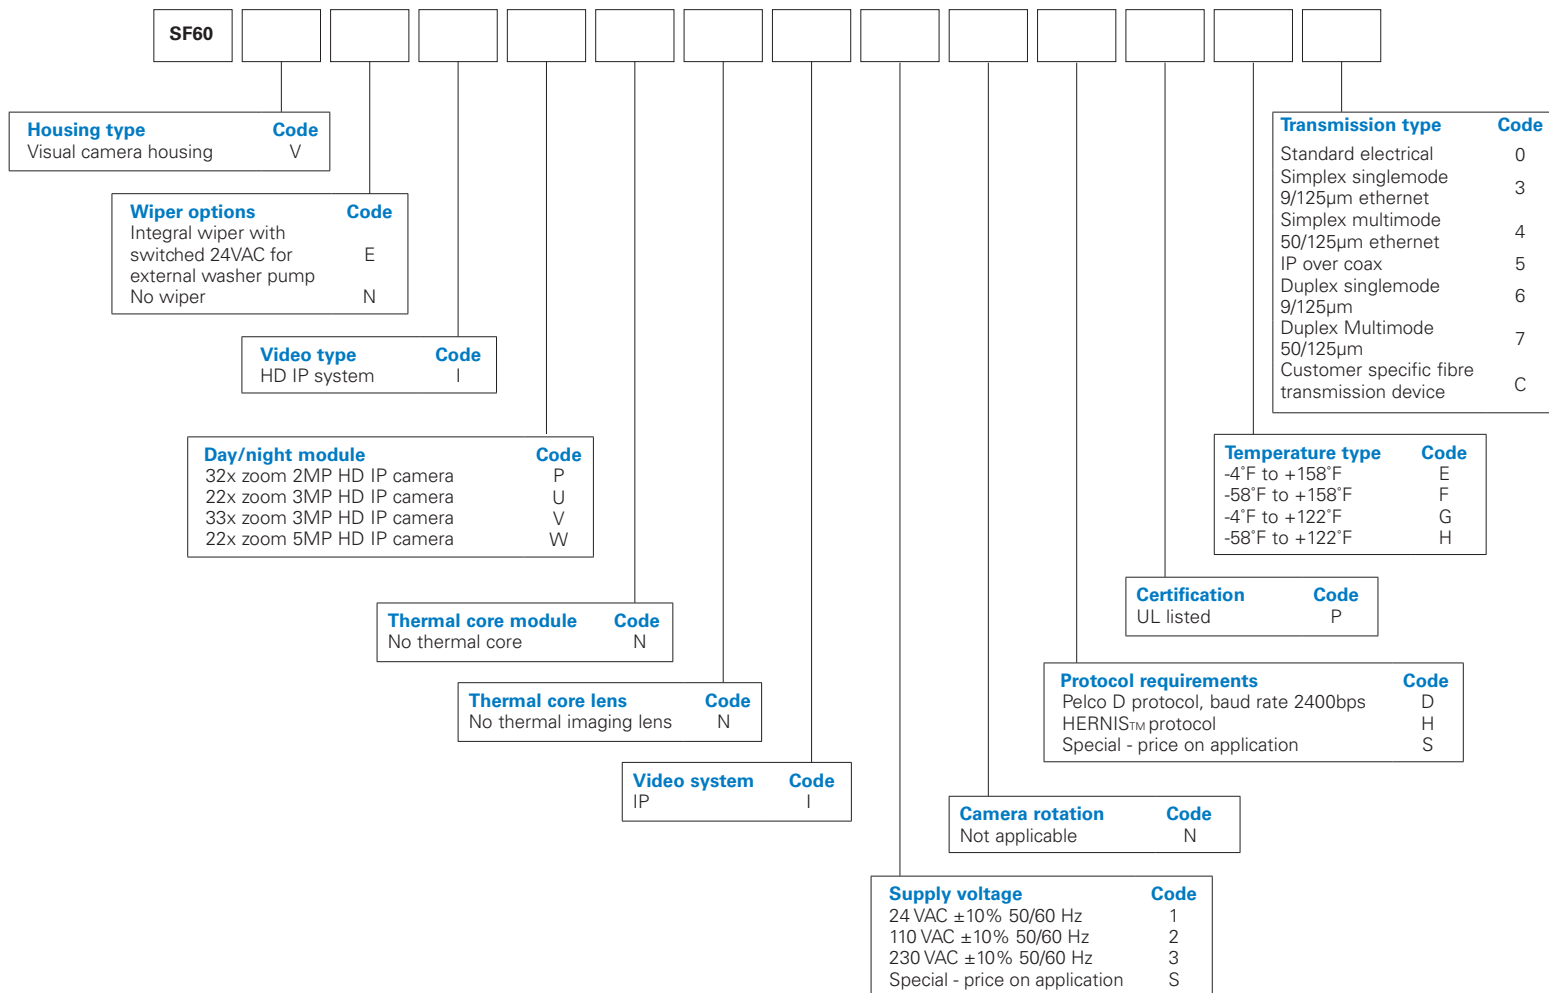 SF60
Housing type Code
Visual camera housing V
Wiper options Code
Integral wiper with
switched 24VAC for E
external washer pump
No wiper N
Video type Code
HD IP system I
Day/night module Code
32x zoom 2MP HD IP camera P
22x zoom 3MP HD IP camera U
33x zoom 3MP HD IP camera V
22x zoom 5MP HD IP camera W
Thermal core module Code
No thermal core N
Thermal core lens Code
No thermal imaging lens N
Video system Code
IP I
Supply voltage Code
24 VAC ±10% 50/60 Hz 1
110 VAC ±10% 50/60 Hz 2
230 VAC ±10% 50/60 Hz 3
Special - price on application S
Camera rotation Code
Not applicable N
Protocol requirements Code
Pelco D protocol, baud rate 2400bps D
HERNIS™ protocol H
Special - price on application S
Certification Code
UL listed P
Temperature type Code
-4˚F to +158˚F E
-58˚F to +158˚F F
-4˚F to +122˚F G
-58˚F to +122˚F H
Transmission type Code
Standard electrical 0
Simplex singlemode
9/125µm ethernet 3
Simplex multimode
50/125µm ethernet 4
IP over coax 5
Duplex singlemode
9/125µm 6
Duplex Multimode
50/125µm 7
Customer specific fibre
transmission device C